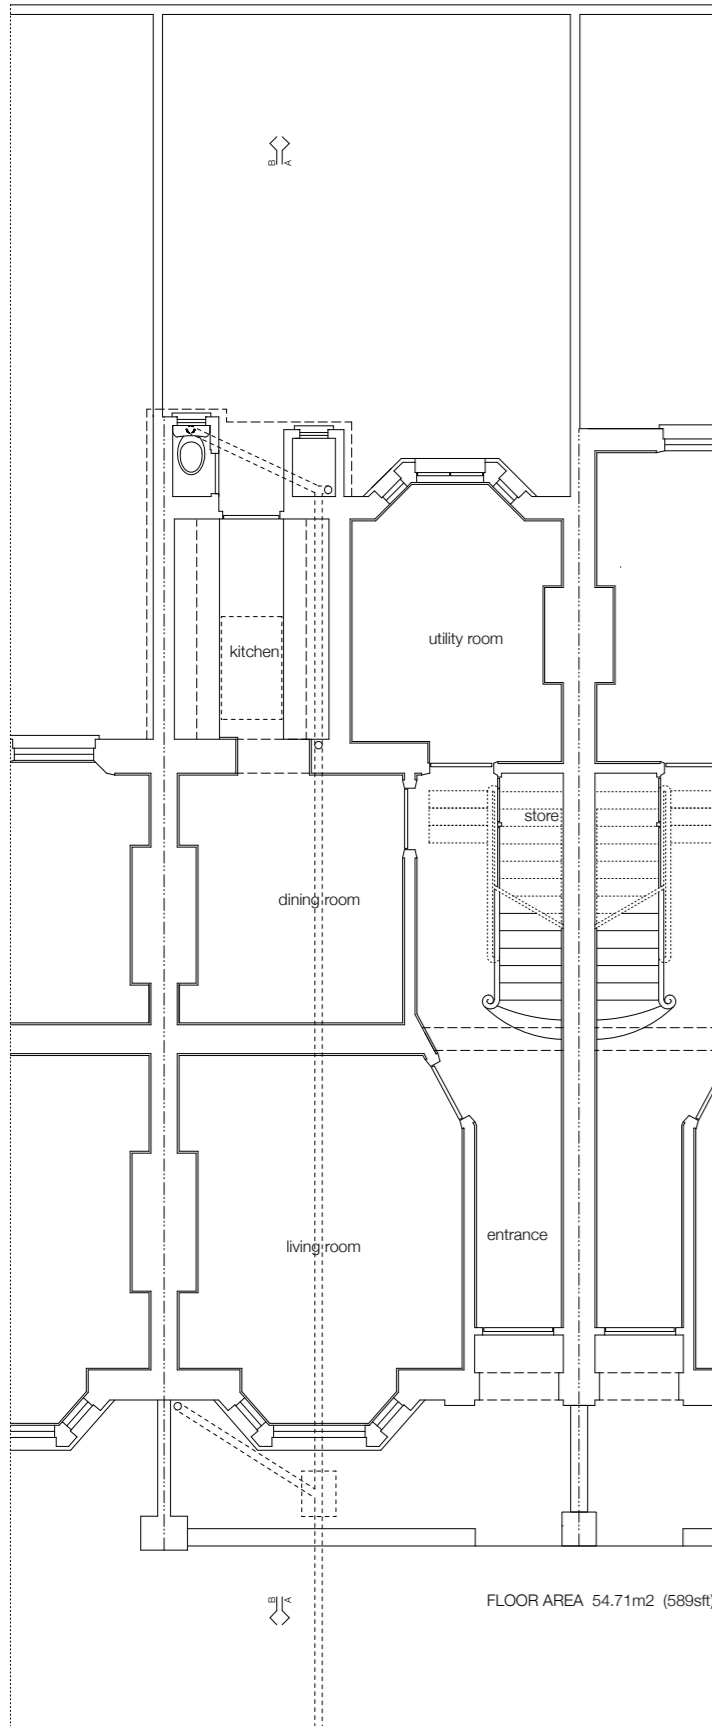 B
A
kitchen
utility room
store
dining room
living room
entrance
B
A
FLOOR AREA 54.71m2 (589sft)